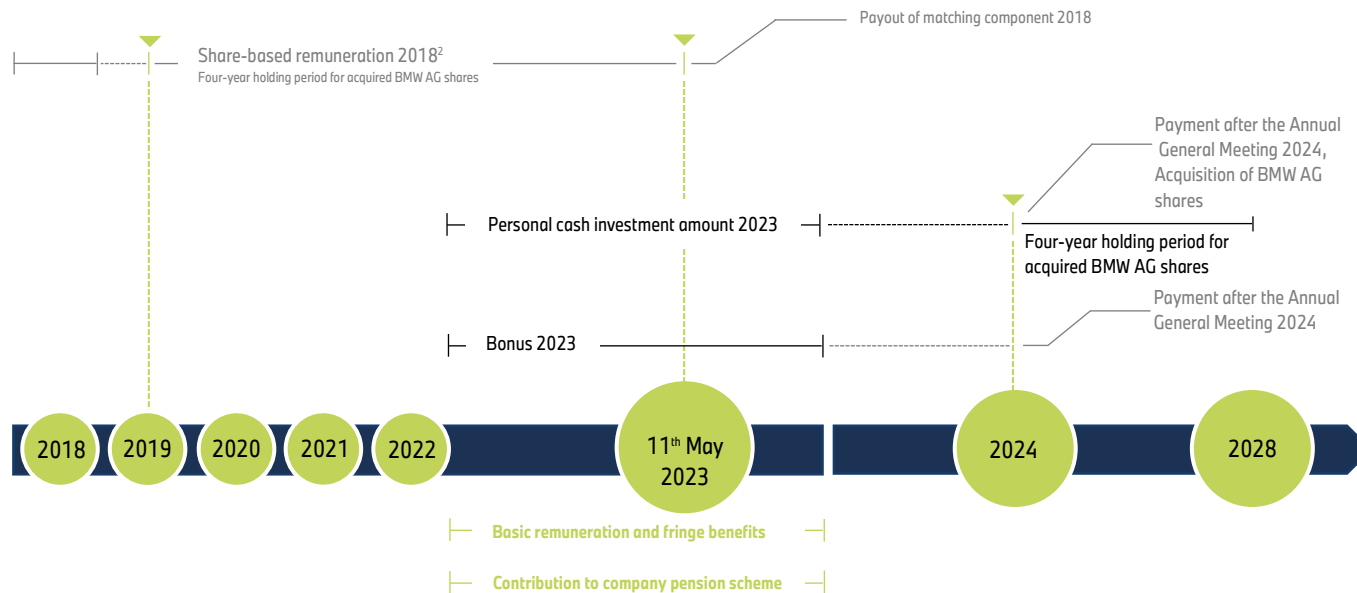 Payout of matching component 2018
Share-based remuneration 2018²
Four-year holding period for acquired BMW AG shares
Payment after the Annual
General Meeting 2024,
Acquisition of BMW AG
shares
Personal cash investment amount 2023
Four-year holding period for
acquired BMW AG shares
Payment after the Annual
General Meeting 2024
Bonus 2023
2018
2019
2020
2021
2022
11th May
2023
2024
2028
Basic remuneration and fringe benefits
Contribution to company pension scheme